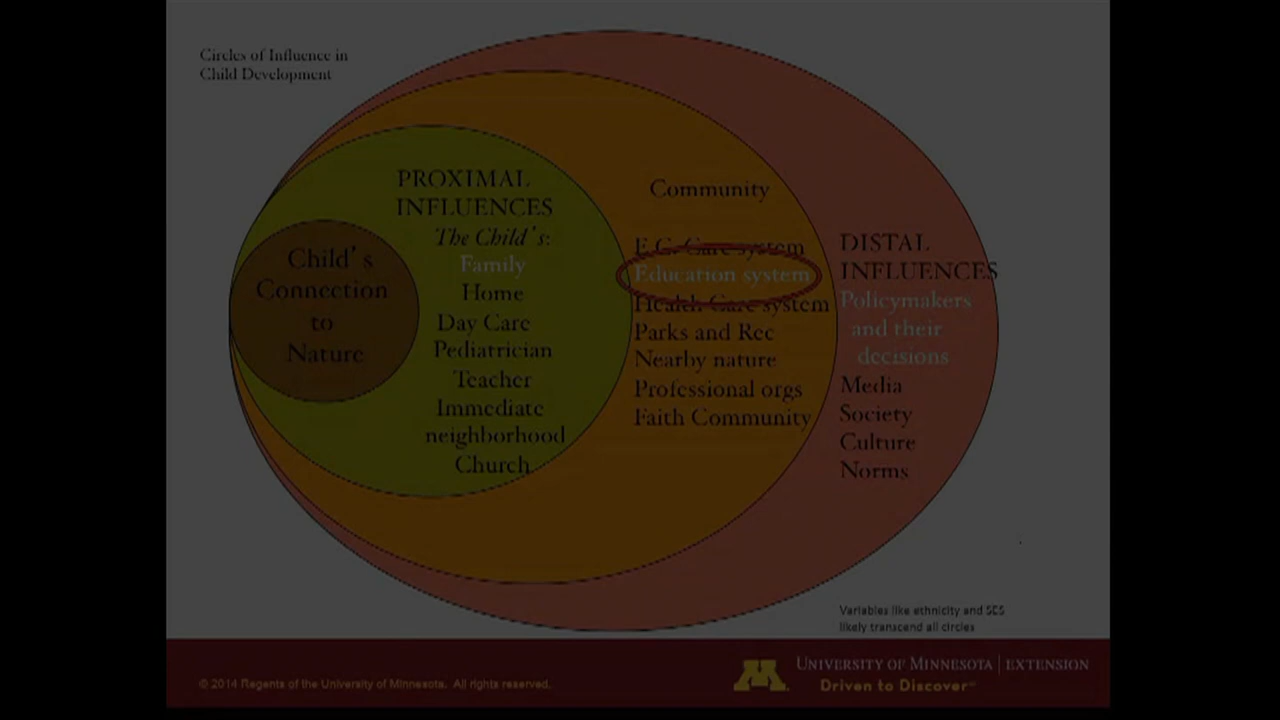 Circles of Influence in
Child Development
Child's
Connection
to
Nature
PROXIMAL
INFLUENCES
The Child's:
Family
Home
Day Care
Pediatrician
Teacher
Immediate
neighborhood
Church
Community
E.C. Care system
Education system
Health Care system
Parks and Rec
Nearby nature
Professional orgs
Faith Community
DISTAL
INFLUENCES
Policymakers
and their
decisions
Media
Society
Culture
Norms
Variables like ethnicity and SES
likely transcend all circles
© 2014 Regents of the University of Minnesota. All rights reserved.
UNIVERSITY OF MINNESOTA | EXTENSION
Driven to Discover℠